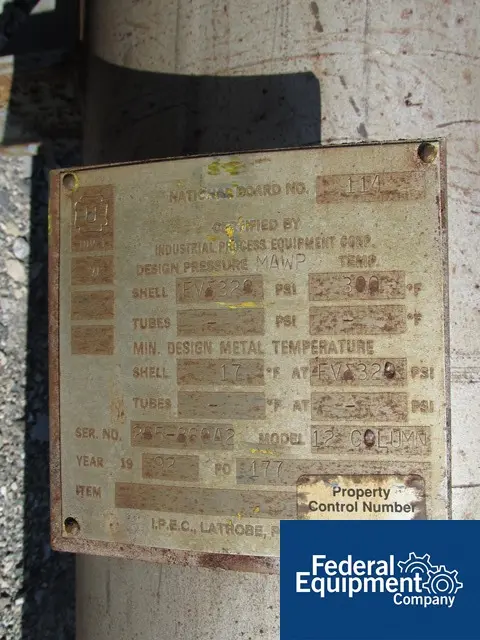 NATIONAL BOARD NO. 114
CERTIFIED BY
INDUSTRIAL PROCESS EQUIPMENT CORP.
DESIGN PRESSURE MAWP TEMP.
SHELL FV&320 PSI 300 °F
TUBES - PSI - °F
MIN. DESIGN METAL TEMPERATURE
SHELL 17 °F AT FV&320 PSI
TUBES - °F AT - PSI
SER. NO. MODEL 12" COLUMN
YEAR 19 92 PO 177
ITEM
Property
Control Number
I.P.E.C., LATROBE,
Federal
Equipment
Company